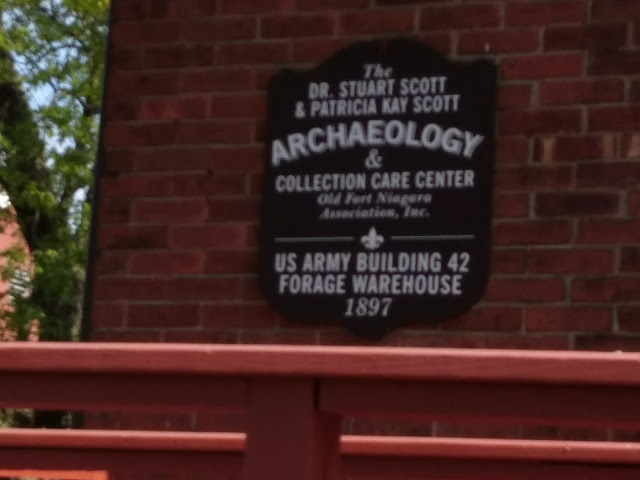 The
DR. STUART SCOTT
& PATRICIA KAY SCOTT
ARCHAEOLOGY
&
COLLECTION CARE CENTER
Old Fort Niagara
Association, Inc.
US ARMY BUILDING 42
FORAGE WAREHOUSE
1897